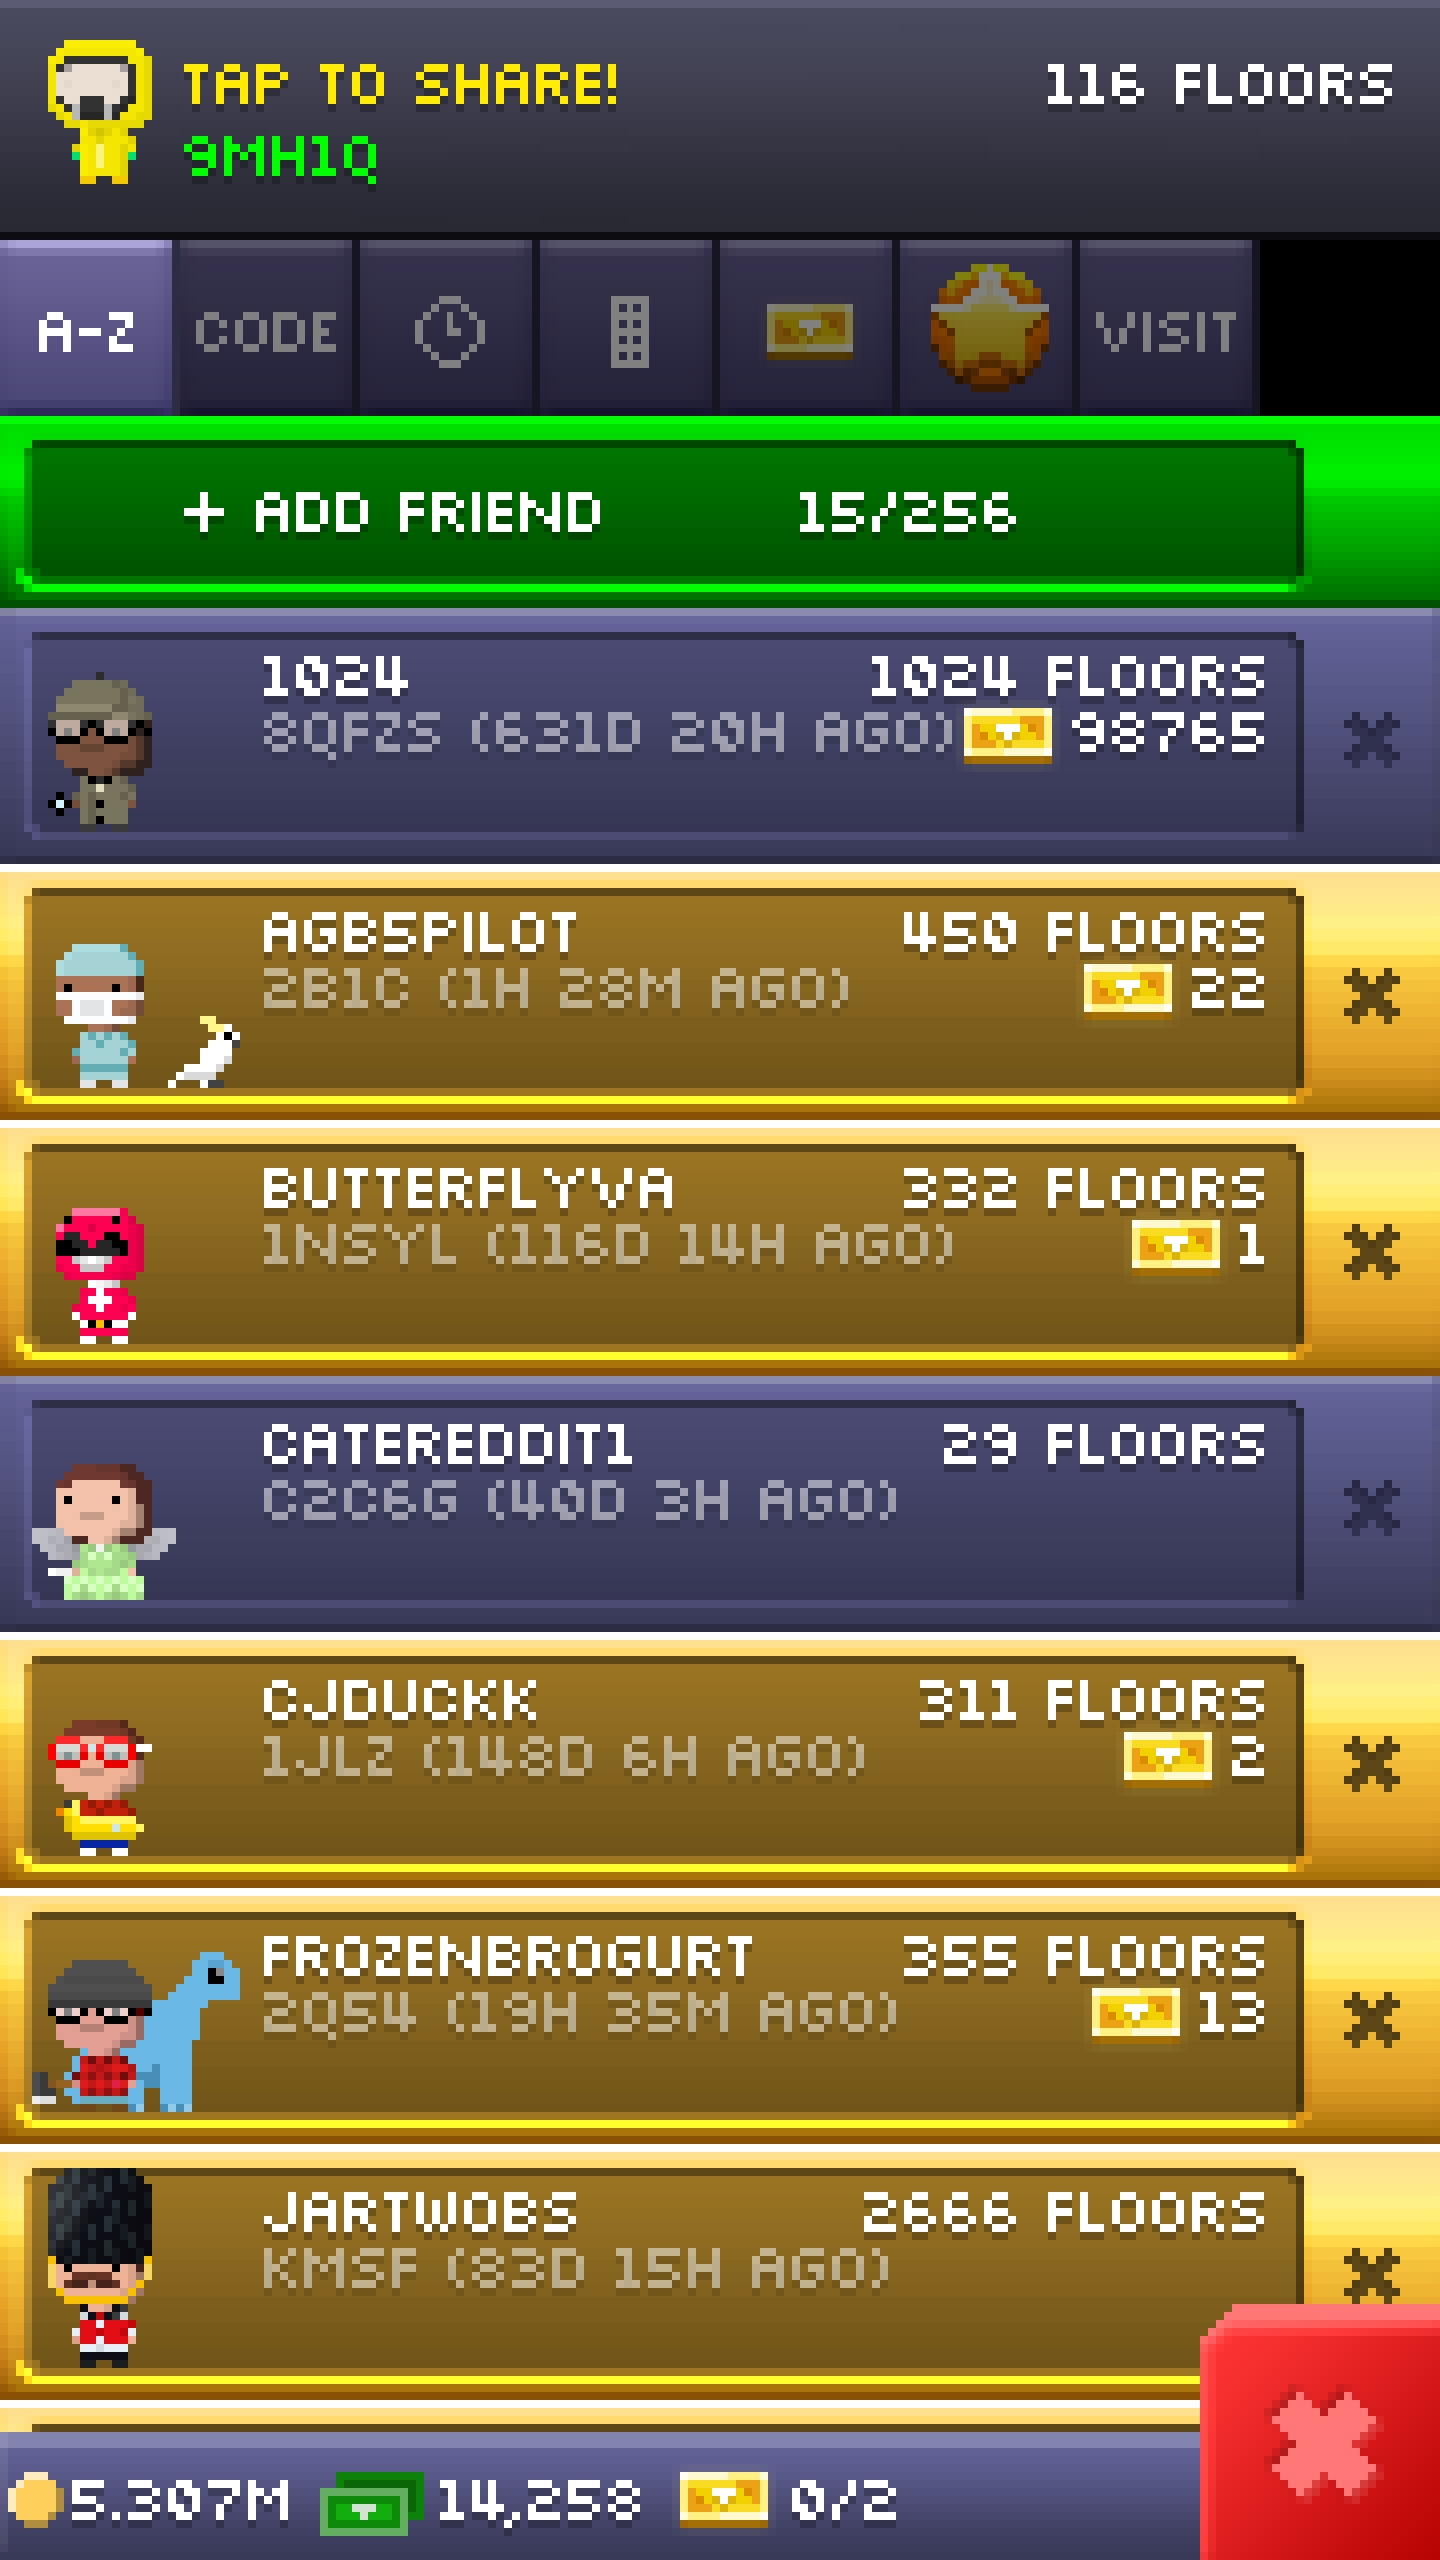 TAP TO SHARE! 116 FLOORS
9MH1Q
A-Z CODE VISIT
+ ADD FRIEND 15/256
1024 1024 FLOORS
8QFZS (631D 20H AGO) 98765
AGB5PILOT 450 FLOORS
2B1C (1H 28M AGO) 22
BUTTERFLYVA 332 FLOORS
1NSYL (116D 14H AGO) 1
CATEREDDIT1 29 FLOORS
C2C6G (40D 3H AGO)
CJDUCKK 311 FLOORS
1JLZ (148D 6H AGO) 2
FROZENBROGURT 355 FLOORS
2Q54 (19H 35M AGO) 13
JARTWOBS 2666 FLOORS
KMSF (83D 15H AGO)
5.307M 14,258 0/2